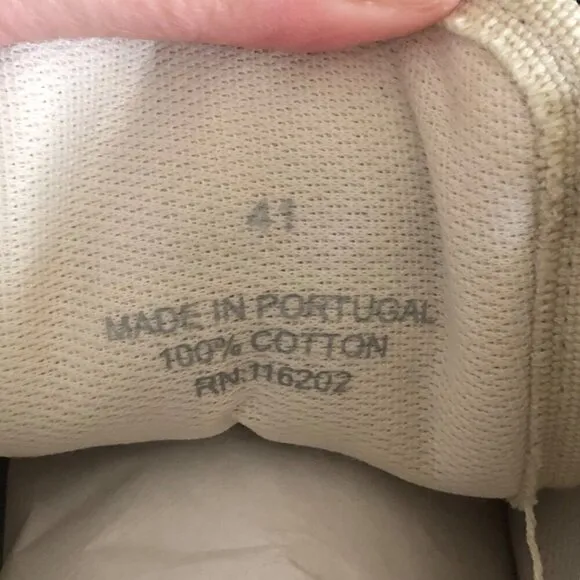 41
MADE IN PORTUGAL
100% COTTON
RN.116202